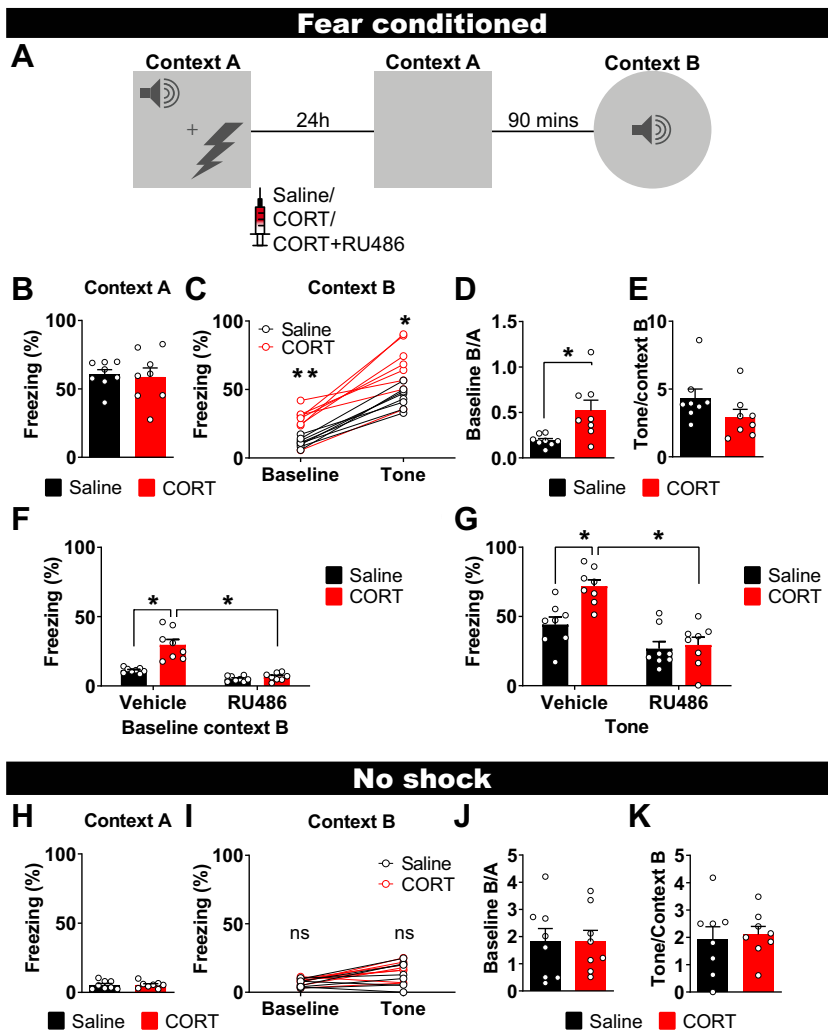 Fear conditioned
A
Context A
Context A
Context B
+
24h
90 mins
Saline/
CORT/
CORT+RU486
B
Context A
Freezing (%)
100
50
0
C
Context B
Freezing (%)
100
50
0
Saline
CORT
**
*
Baseline
Tone
D
Baseline B/A
1.5
1.0
0.5
0.0
*
E
Tone/context B
10
5
0
Saline
CORT
Saline
CORT
F
Freezing (%)
100
50
0
*
*
Saline
CORT
Vehicle
RU486
Baseline context B
G
Freezing (%)
100
50
0
*
*
Saline
CORT
Vehicle
RU486
Tone
No shock
H
Context A
Freezing (%)
100
50
0
I
Context B
Freezing (%)
100
50
0
Saline
CORT
ns
ns
Baseline
Tone
J
Baseline B/A
5
4
3
2
1
0
K
Tone/Context B
5
4
3
2
1
0
Saline
CORT
Saline
CORT